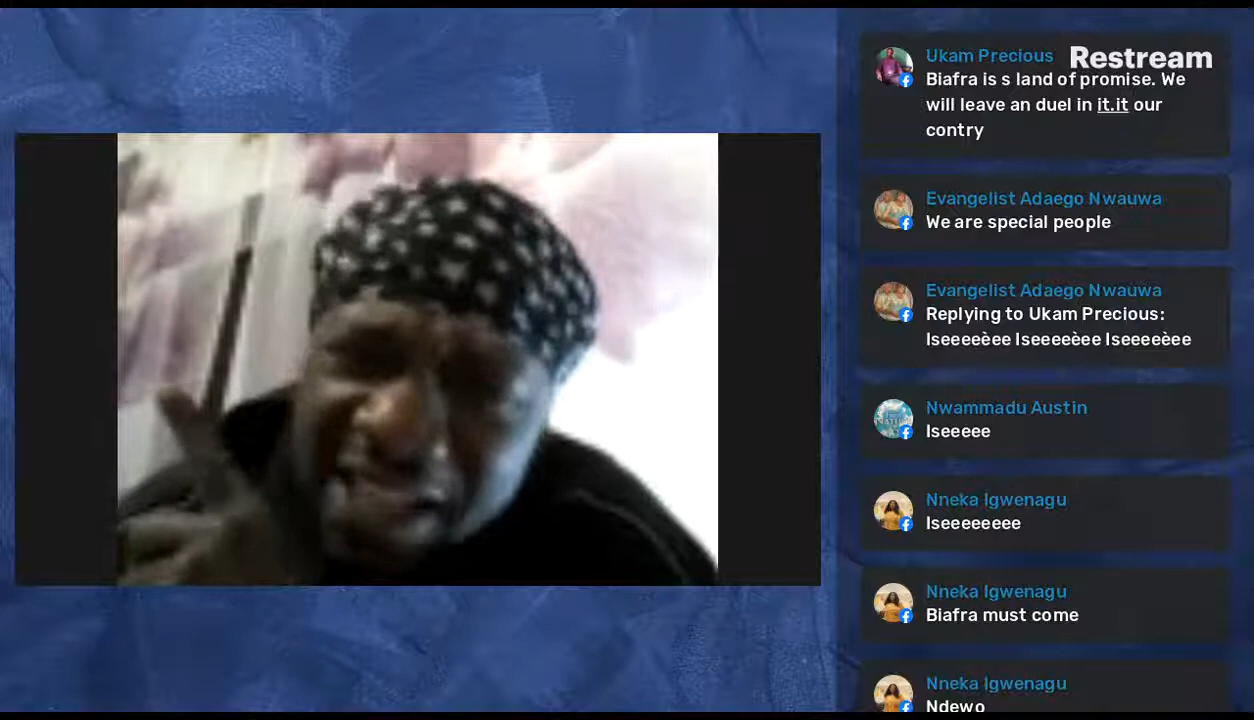 Restream
Ukam Precious
Biafra is s land of promise. We
will leave an duel in it.it our
contry
Evangelist Adaego Nwauwa
We are special people
Evangelist Adaego Nwauwa
Replying to Ukam Precious:
Iseeeeèee Iseeeeèee Iseeeeèee
Nwammadu Austin
Iseeeee
Nneka Igwenagu
Iseeeeeeee
Nneka Igwenagu
Biafra must come
Nneka Igwenagu
Ndewo